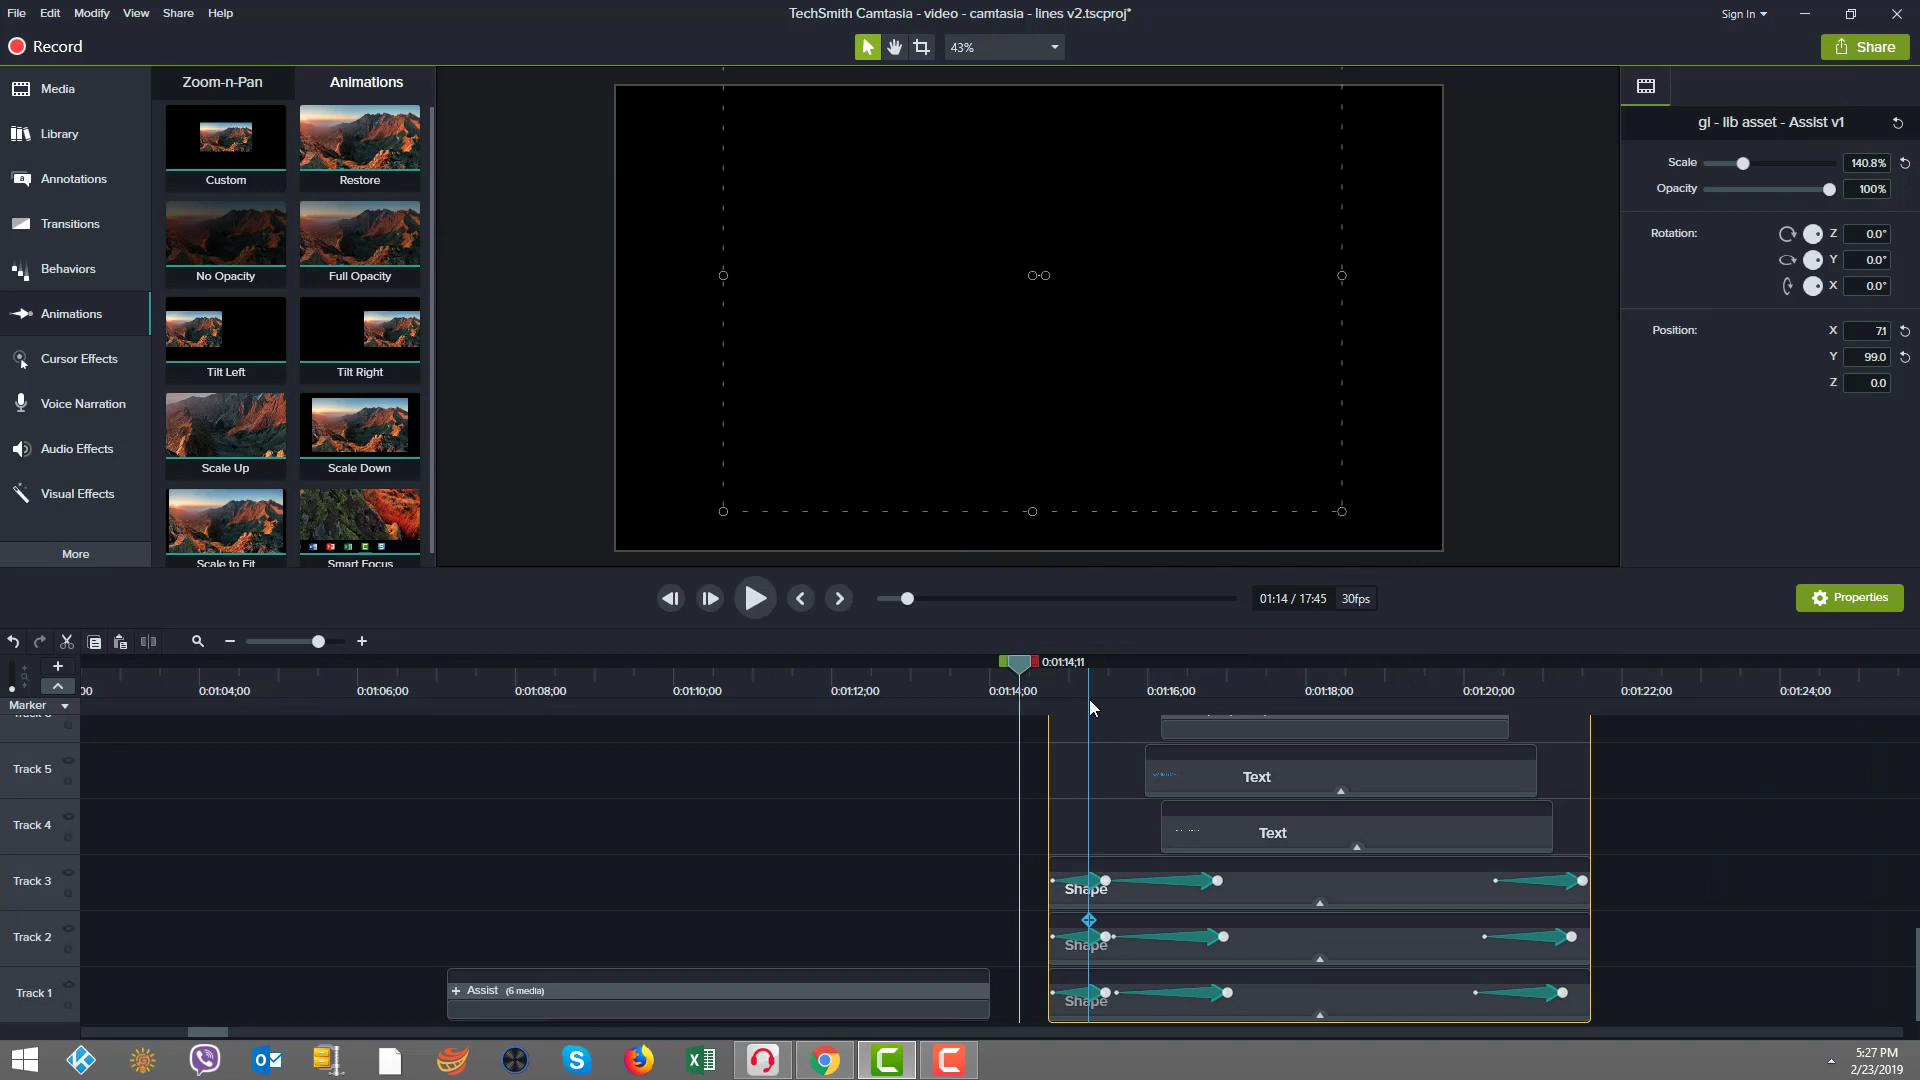 File Edit Modify View Share Help
TechSmith Camtasia - video - camtasia - lines v2.tscproj*
Sign In
Record
43%
Share
Media
Library
Annotations
Transitions
Behaviors
Animations
Cursor Effects
Voice Narration
Audio Effects
Visual Effects
More
Zoom-n-Pan Animations
Custom Restore
No Opacity Full Opacity
Tilt Left Tilt Right
Scale Up Scale Down
Scale to Fit Smart Focus
gl - lib asset - Assist v1
Scale 140.8%
Opacity 100%
Rotation: Z 0.0°
Y 0.0°
X 0.0°
Position: X 7.1
Y 99.0
Z 0.0
01:14 / 17:45 30fps
Properties
0:01:14;11
00 0:01:04;00 0:01:06;00 0:01:08;00 0:01:10;00 0:01:12;00 0:01:14;00 0:01:16;00 0:01:18;00 0:01:20;00 0:01:22;00 0:01:24;00
Marker
Track 5 Text
Track 4 Text
Track 3 Shape
Track 2 Shape
Track 1 + Assist (6 media) Shape
5:27 PM
2/23/2019